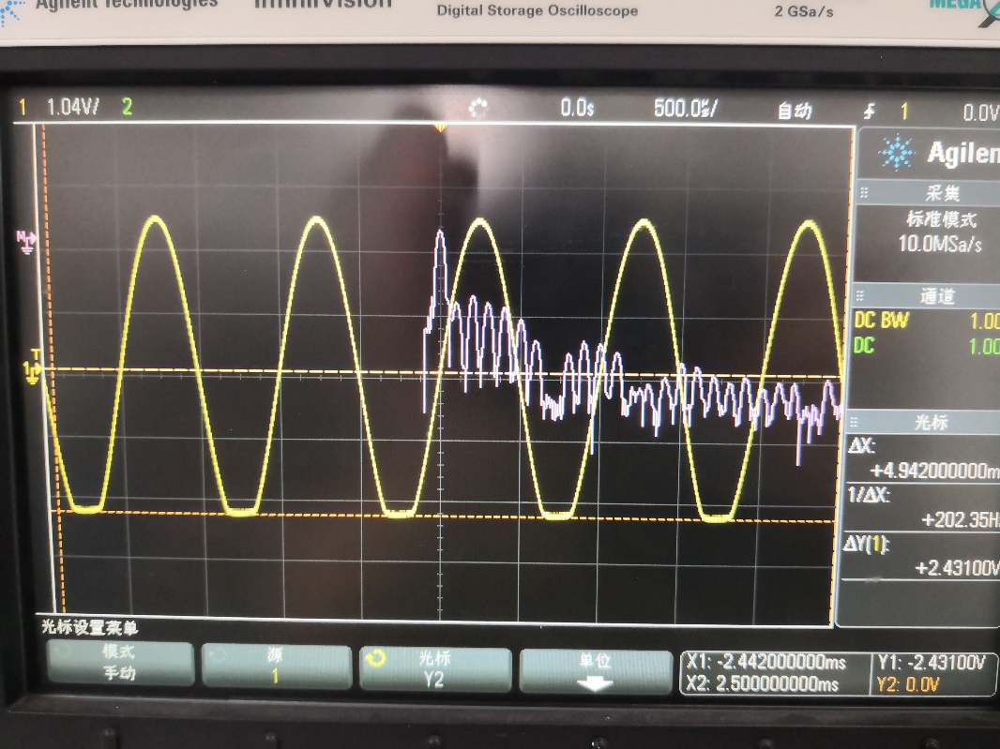 Agilent Technologies InfiniiVision
Digital Storage Oscilloscope
2 GSa/s
MEGA
1 1.04V/ 2 0.0s 500.0㎲/ 自动 1 0.0V
Agilen
采集
标准模式
10.0MSa/s
通道
DC BW 1.00
DC 1.00
光标
ΔX:
+4.942000000m
1/ΔX:
+202.35H
ΔY(1):
+2.43100V
M
T
1
光标设置菜单
模式
手动
源
1
光标
Y2
单位
X1: -2.442000000ms
X2: 2.500000000ms
Y1: -2.43100V
Y2: 0.0V